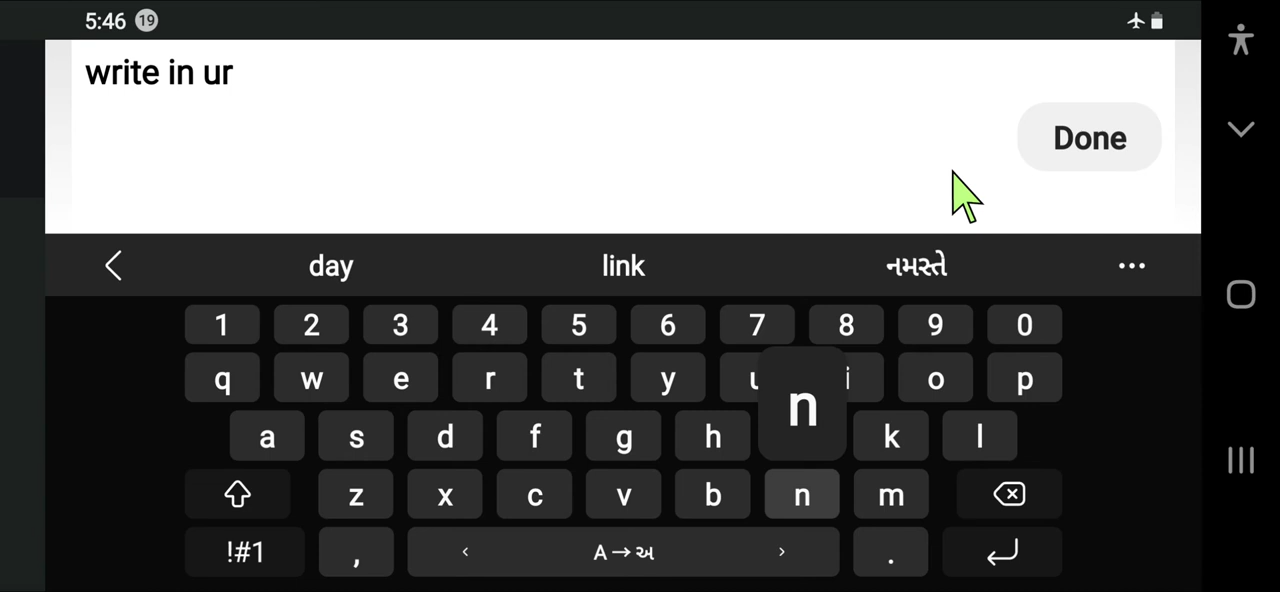 5:46 19
write in ur
Done
day link નમસ્તે
1 2 3 4 5 6 7 8 9 0
q w e r t y u i o p
a s d f g h n k l
z x c v b n m
!#1 , < A→અ > .